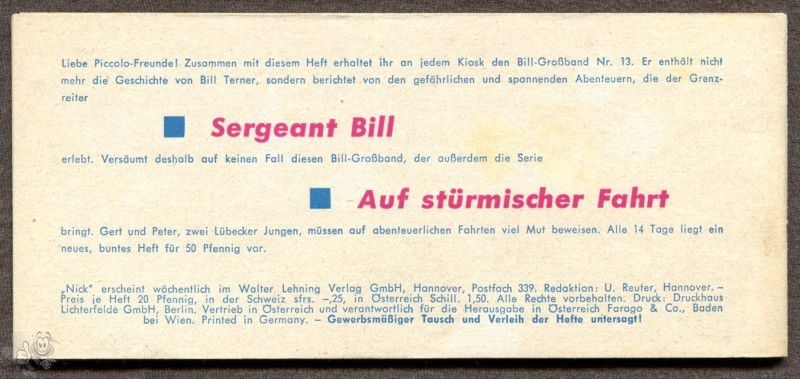 Liebe Piccolo-Freunde! Zusammen mit diesem Heft erhaltet ihr an jedem Kiosk den Bill-Großband Nr. 13. Er enthält nicht
mehr die Geschichte von Bill Terner, sondern berichtet von den gefährlichen und spannenden Abenteuern, die der Grenz-
reiter
Sergeant Bill
erlebt. Versäumt deshalb auf keinen Fall diesen Bill-Großband, der außerdem die Serie
Auf stürmischer Fahrt
bringt. Gert und Peter, zwei Lübecker Jungen, müssen auf abenteuerlichen Fahrten viel Mut beweisen. Alle 14 Tage liegt ein
neues, buntes Heft für 50 Pfennig vor.
„Nick" erscheint wöchentlich im Walter Lehning Verlag GmbH, Hannover, Postfach 339. Redaktion: U. Reuter, Hannover. –
Preis je Heft 20 Pfennig, in der Schweiz sfrs. –,25, in Österreich Schill. 1,50. Alle Rechte vorbehalten. Druck: Druckhaus
Lichterfelde GmbH, Berlin. Vertrieb in Österreich und verantwortlich für die Herausgabe in Österreich Farago & Co., Baden
bei Wien. Printed in Germany. – Gewerbsmäßiger Tausch und Verleih der Hefte untersagt!